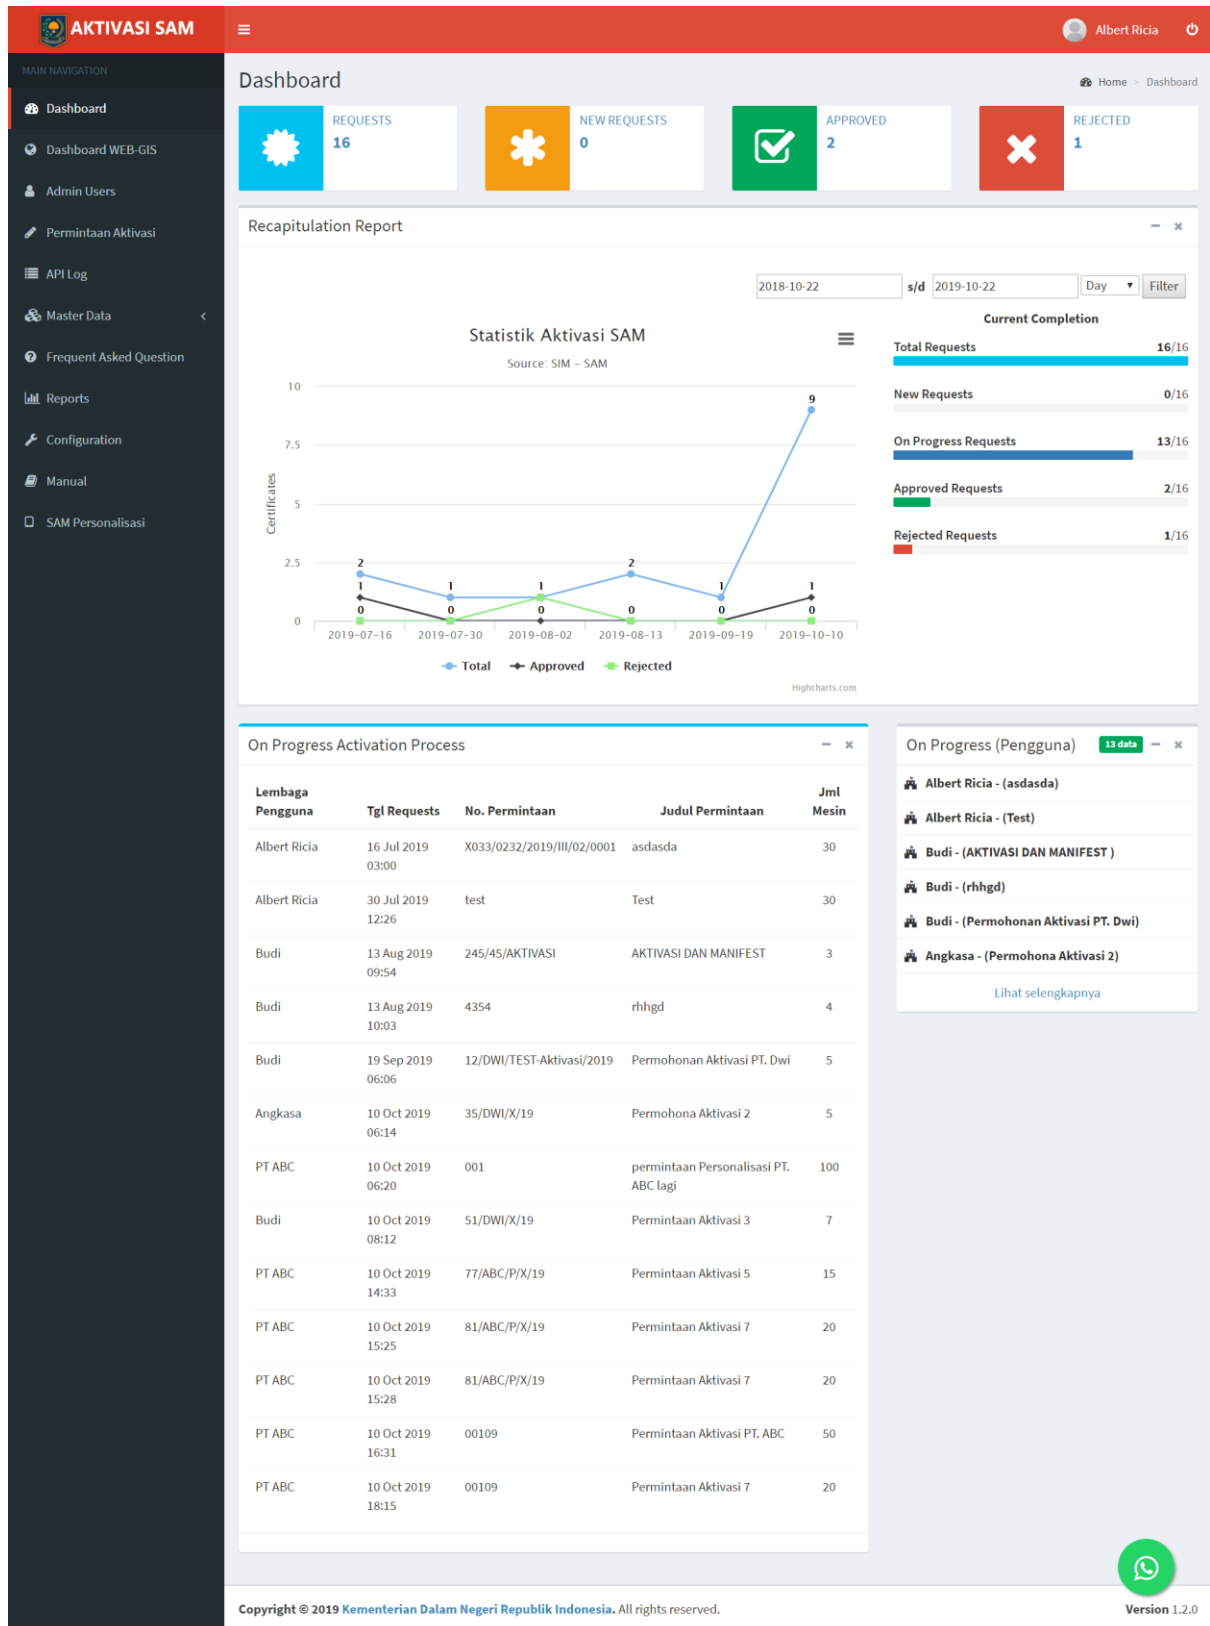 AKTIVASI SAM
Albert Ricia
MAIN NAVIGATION
Dashboard
Dashboard WEB-GIS
Admin Users
Permintaan Aktivasi
API Log
Master Data
Frequent Asked Question
Reports
Configuration
Manual
SAM Personalisasi
Dashboard
Home > Dashboard
REQUESTS
16
NEW REQUESTS
0
APPROVED
2
REJECTED
1
Recapitulation Report
2018-10-22 s/d 2019-10-22 Day Filter
Statistik Aktivasi SAM
Source: SIM - SAM
Certificates
10
7.5
5
2.5
0
9
2
1
1
2
1
1
1
0
0
0
0
0
0
2019-07-16
2019-07-30
2019-08-02
2019-08-13
2019-09-19
2019-10-10
Total Approved Rejected
Highcharts.com
Current Completion
Total Requests 16/16
New Requests 0/16
On Progress Requests 13/16
Approved Requests 2/16
Rejected Requests 1/16
On Progress Activation Process
Lembaga Pengguna Tgl Requests No. Permintaan Judul Permintaan Jml Mesin
Albert Ricia 16 Jul 2019 03:00 X033/0232/2019/III/02/0001 asdasda 30
Albert Ricia 30 Jul 2019 12:26 test Test 30
Budi 13 Aug 2019 09:54 245/45/AKTIVASI AKTIVASI DAN MANIFEST 3
Budi 13 Aug 2019 10:03 4354 rhhgd 4
Budi 19 Sep 2019 06:06 12/DWI/TEST-Aktivasi/2019 Permohonan Aktivasi PT. Dwi 5
Angkasa 10 Oct 2019 06:14 35/DWI/X/19 Permohona Aktivasi 2 5
PT ABC 10 Oct 2019 06:20 001 permintaan Personalisasi PT. ABC lagi 100
Budi 10 Oct 2019 08:12 51/DWI/X/19 Permintaan Aktivasi 3 7
PT ABC 10 Oct 2019 14:33 77/ABC/P/X/19 Permintaan Aktivasi 5 15
PT ABC 10 Oct 2019 15:25 81/ABC/P/X/19 Permintaan Aktivasi 7 20
PT ABC 10 Oct 2019 15:28 81/ABC/P/X/19 Permintaan Aktivasi 7 20
PT ABC 10 Oct 2019 16:31 00109 Permintaan Aktivasi PT. ABC 50
PT ABC 10 Oct 2019 18:15 00109 Permintaan Aktivasi 7 20
On Progress (Pengguna) 13 data
Albert Ricia - (asdasda)
Albert Ricia - (Test)
Budi - (AKTIVASI DAN MANIFEST )
Budi - (rhhgd)
Budi - (Permohonan Aktivasi PT. Dwi)
Angkasa - (Permohona Aktivasi 2)
Lihat selengkapnya
Copyright © 2019 Kementerian Dalam Negeri Republik Indonesia. All rights reserved.
Version 1.2.0